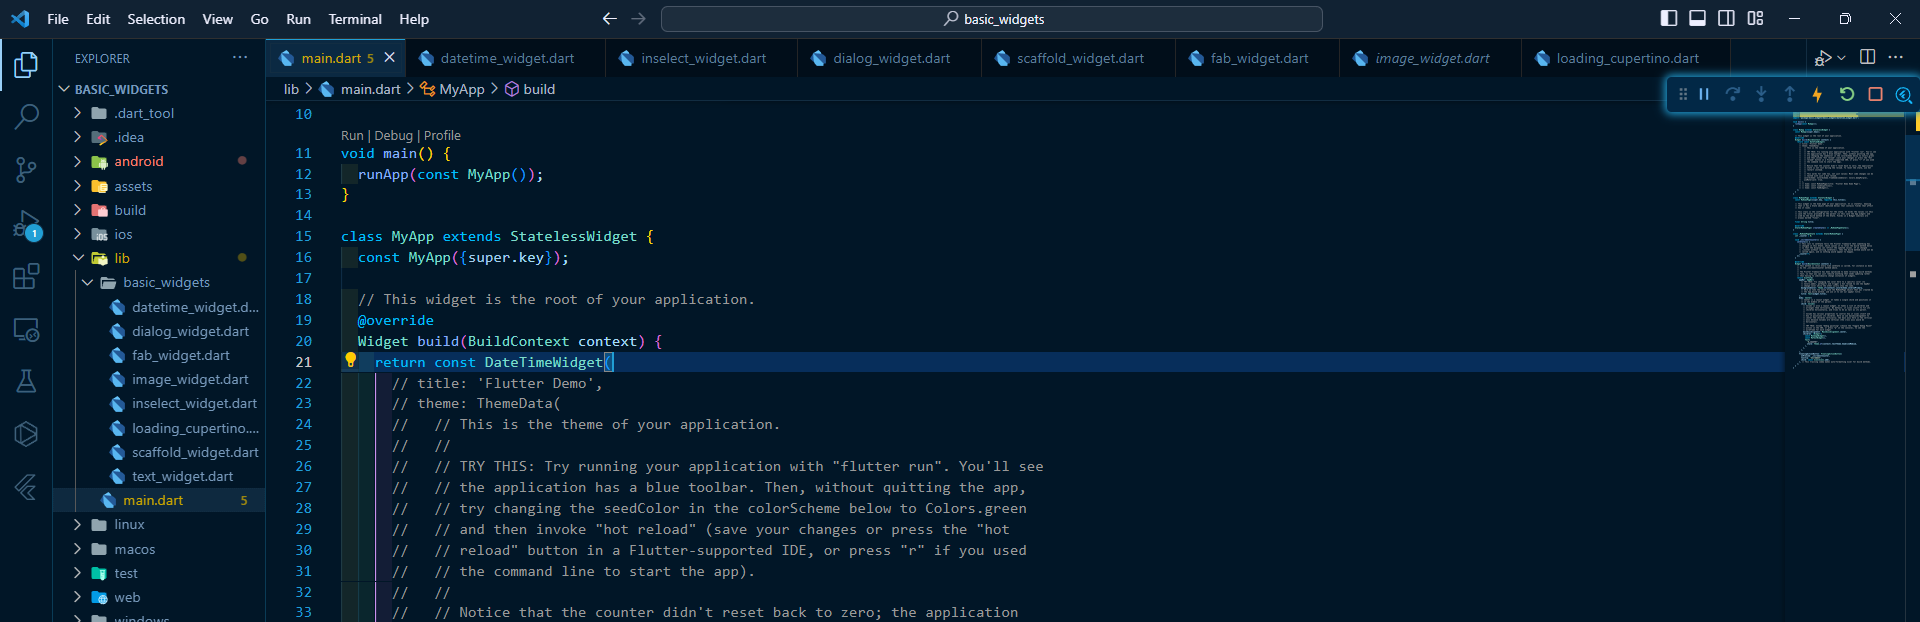 File Edit Selection View Go Run Terminal Help
basic_widgets
EXPLORER
BASIC_WIDGETS
.dart_tool
.idea
android
assets
build
ios
lib
basic_widgets
datetime_widget.d...
dialog_widget.dart
fab_widget.dart
image_widget.dart
inselect_widget.dart
loading_cupertino....
scaffold_widget.dart
text_widget.dart
main.dart 5
linux
macos
test
web
windows
1
main.dart 5 datetime_widget.dart inselect_widget.dart dialog_widget.dart scaffold_widget.dart fab_widget.dart image_widget.dart loading_cupertino.dart
lib > main.dart > MyApp > build
10
Run | Debug | Profile
11 void main() {
12 runApp(const MyApp());
13 }
14
15 class MyApp extends StatelessWidget {
16 const MyApp({super.key});
17
18 // This widget is the root of your application.
19 @override
20 Widget build(BuildContext context) {
21 return const DateTimeWidget(
22 // title: 'Flutter Demo',
23 // theme: ThemeData(
24 // // This is the theme of your application.
25 // //
26 // // TRY THIS: Try running your application with "flutter run". You'll see
27 // // the application has a blue toolbar. Then, without quitting the app,
28 // // try changing the seedColor in the colorScheme below to Colors.green
29 // // and then invoke "hot reload" (save your changes or press the "hot
30 // // reload" button in a Flutter-supported IDE, or press "r" if you used
31 // // the command line to start the app).
32 // //
33 // // Notice that the counter didn't reset back to zero; the application